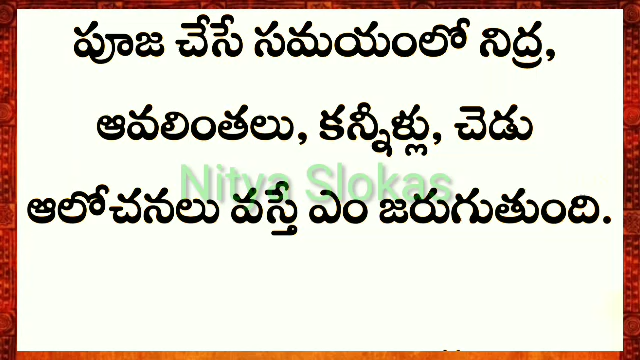 పూజ చేసే సమయంలో నిద్ర,
ఆవలింతలు, కన్నీళ్లు, చెడు
Nitya Slokas
ఆలోచనలు వస్తే ఎం జరుగుతుంది.